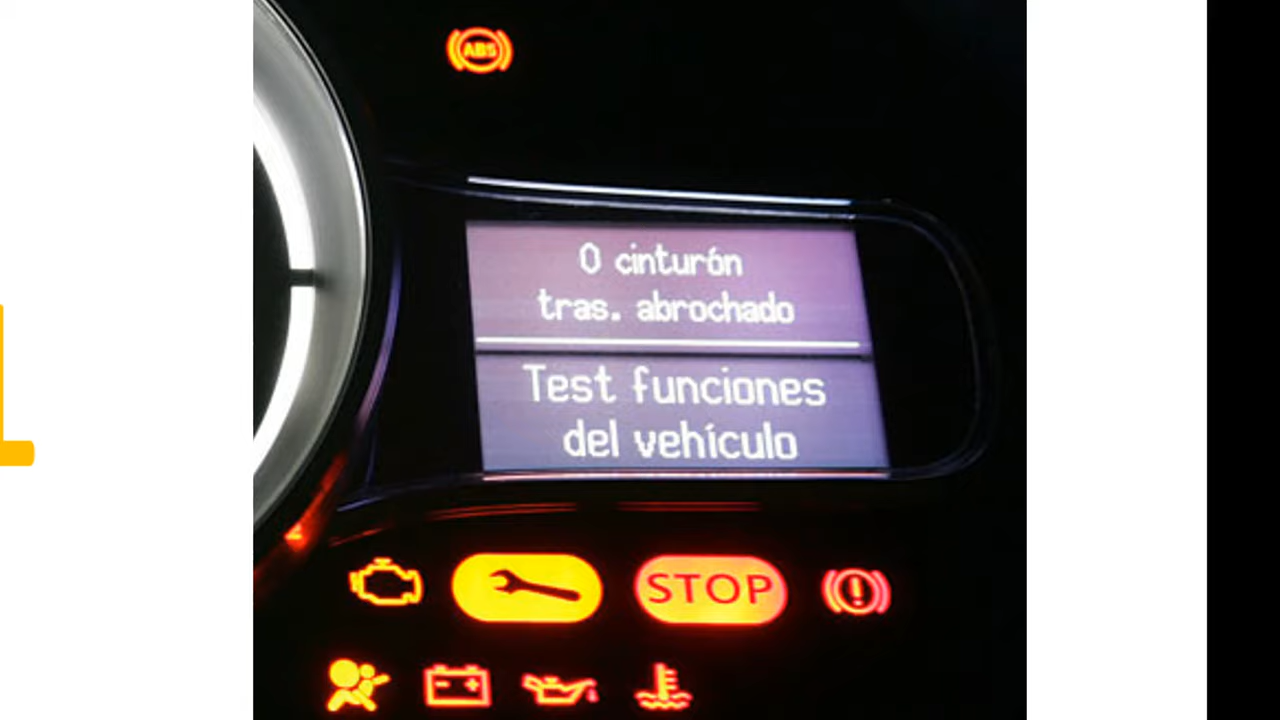 ABS
0 cinturón
tras. abrochado
Test funciones
del vehículo
STOP